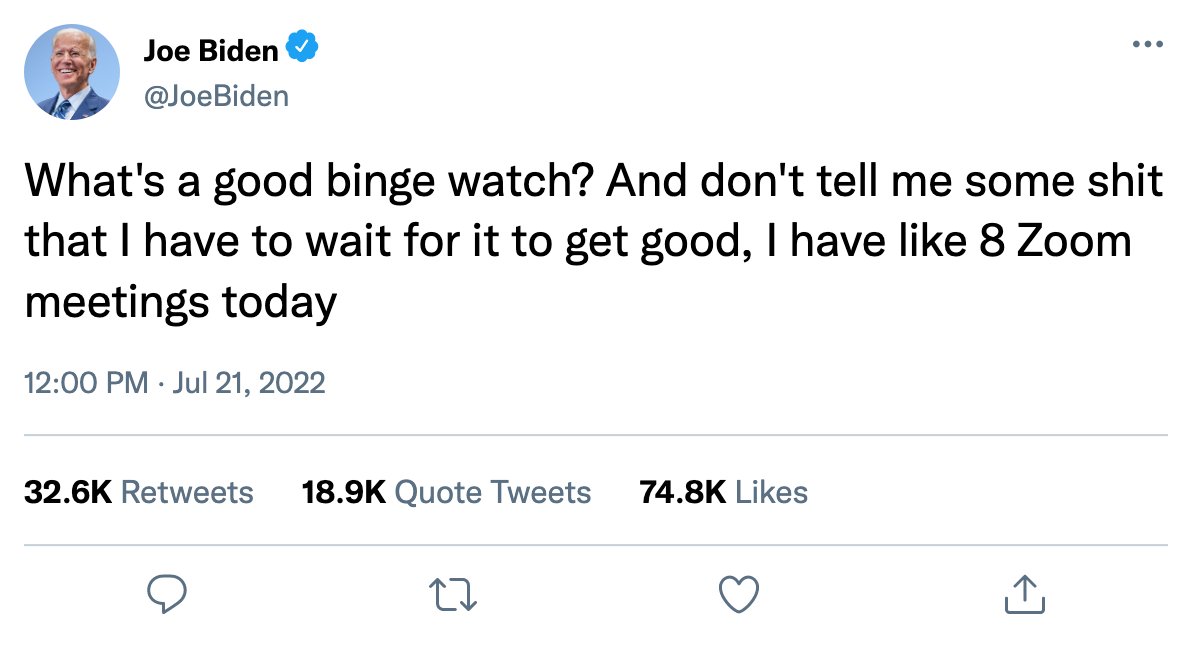 Joe Biden
@JoeBiden
What's a good binge watch? And don't tell me some shit
that I have to wait for it to get good, I have like 8 Zoom
meetings today
12:00 PM · Jul 21, 2022
32.6K Retweets 18.9K Quote Tweets 74.8K Likes